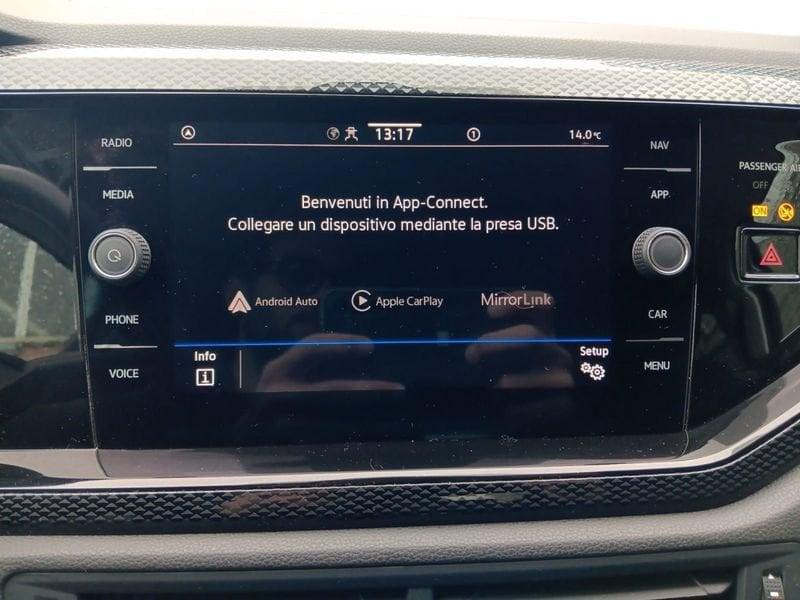 RADIO
MEDIA
PHONE
VOICE
13:17
1
14.0°C
Benvenuti in App-Connect.
Collegare un dispositivo mediante la presa USB.
Android Auto
Apple CarPlay
MirrorLink
Info
Setup
NAV
APP
CAR
MENU
PASSENGER
OFF
ON